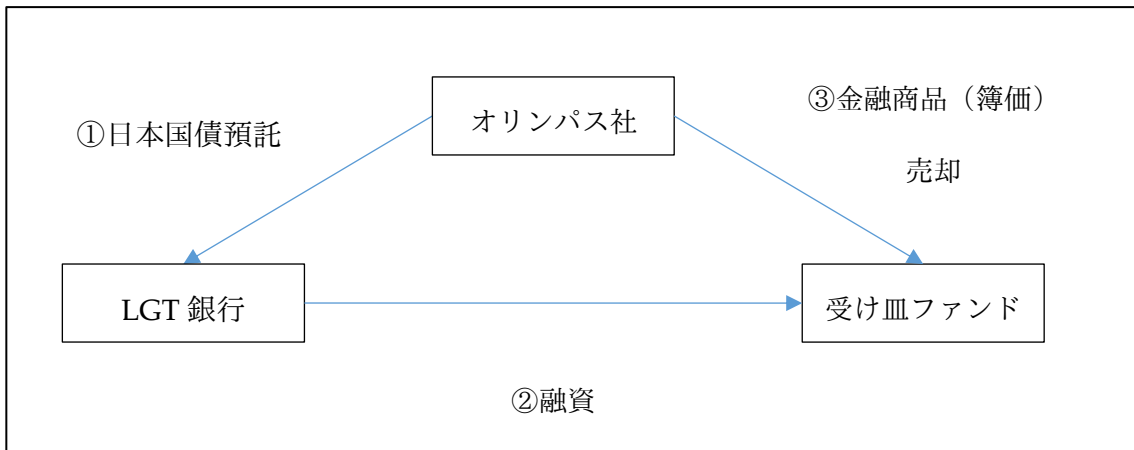 オリンパス社
③金融商品（簿価）
売却
①日本国債預託
LGT 銀行
受け皿ファンド
②融資